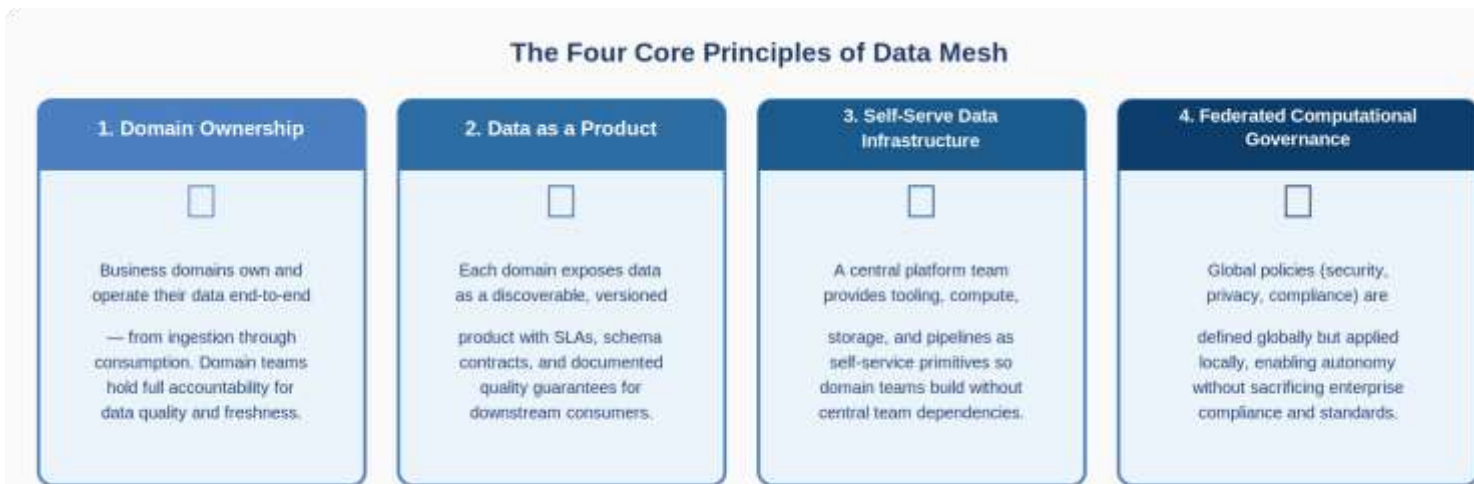 The Four Core Principles of Data Mesh
1. Domain Ownership
Business domains own and
operate their data end-to-end
— from ingestion through
consumption. Domain teams
hold full accountability for
data quality and freshness.
2. Data as a Product
Each domain exposes data
as a discoverable, versioned
product with SLAs, schema
contracts, and documented
quality guarantees for
downstream consumers.
3. Self-Serve Data
Infrastructure
A central platform team
provides tooling, compute,
storage, and pipelines as
self-service primitives so
domain teams build without
central team dependencies.
4. Federated Computational
Governance
Global policies (security,
privacy, compliance) are
defined globally but applied
locally, enabling autonomy
without sacrificing enterprise
compliance and standards.